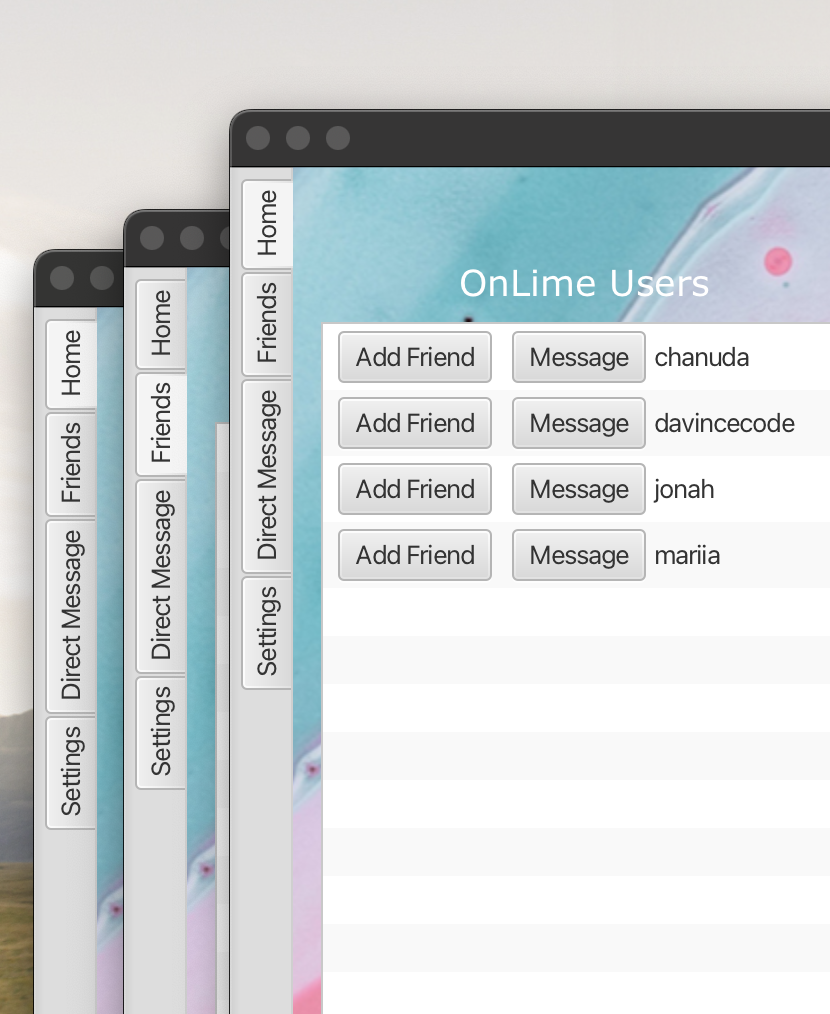 Home
Friends
Direct Message
Settings
Home
Friends
Direct Message
Settings
Home
Friends
Direct Message
Settings
OnLime Users
Add Friend Message chanuda
Add Friend Message davincecode
Add Friend Message jonah
Add Friend Message mariia